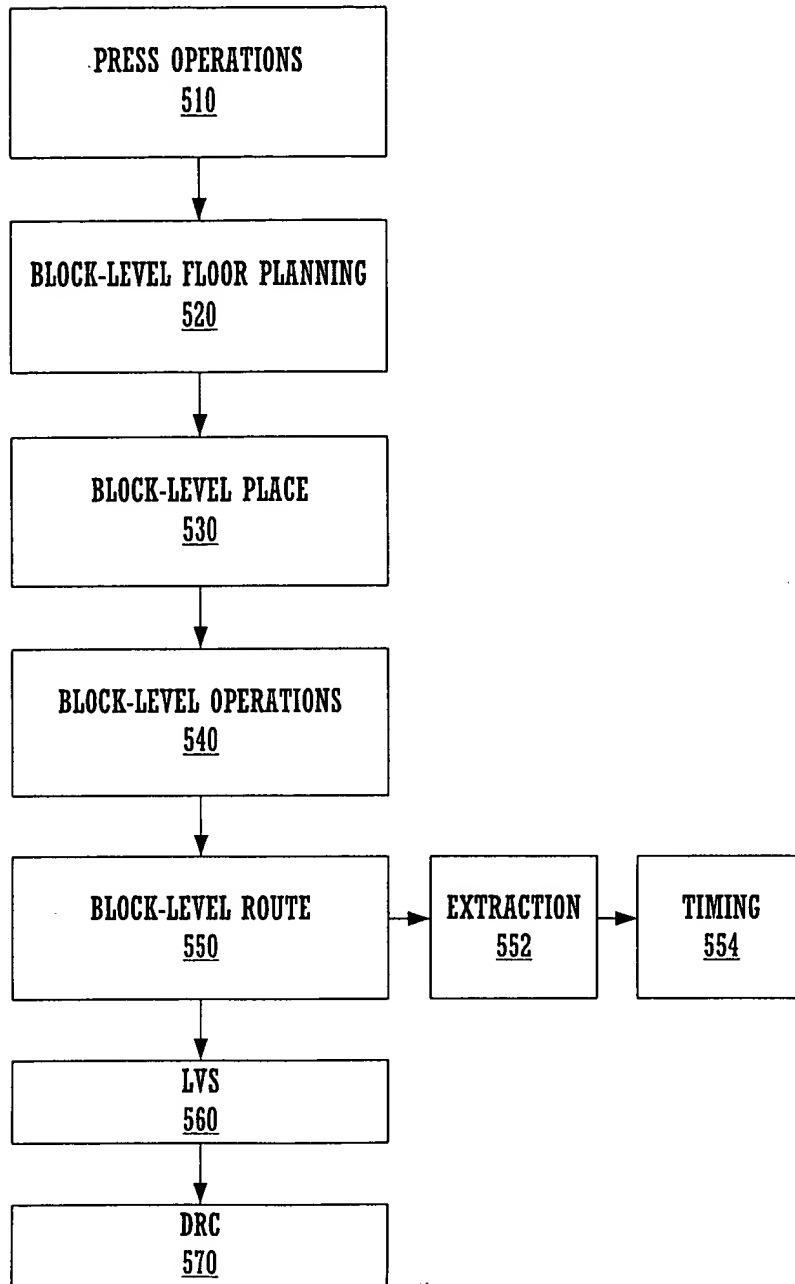 PRESS OPERATIONS
510
BLOCK-LEVEL FLOOR PLANNING
520
BLOCK-LEVEL PLACE
530
BLOCK-LEVEL OPERATIONS
540
BLOCK-LEVEL ROUTE
550
EXTRACTION
552
TIMING
554
LVS
560
DRC
570